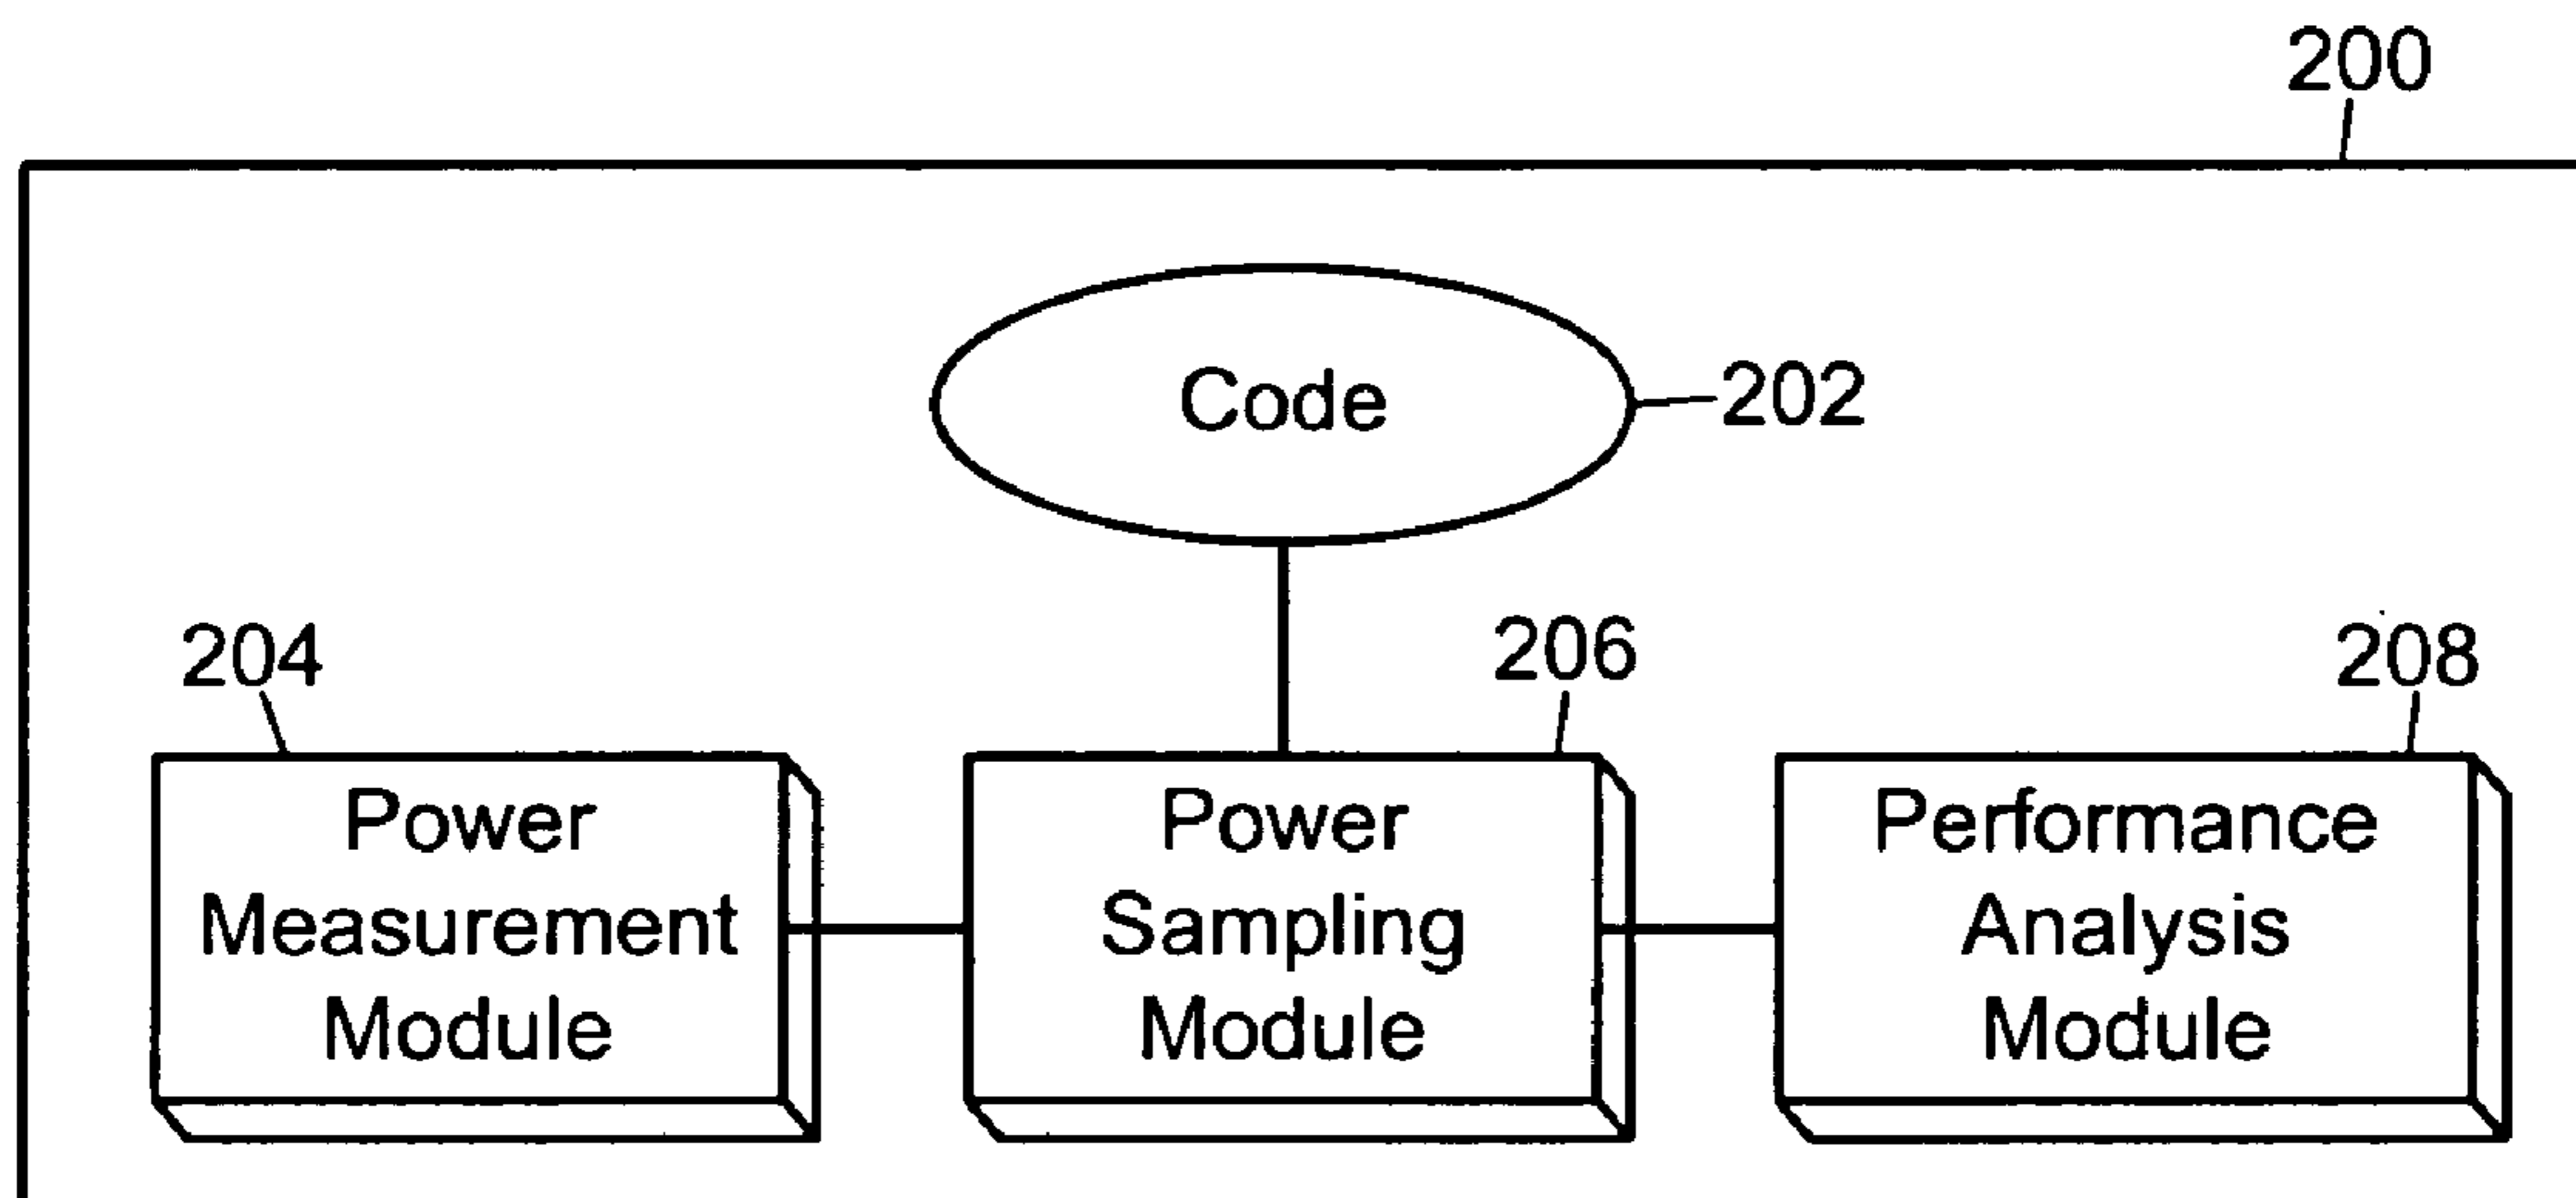 200
Code
202
204
206
208
Power
Measurement
Module
Power
Sampling
Module
Performance
Analysis
Module